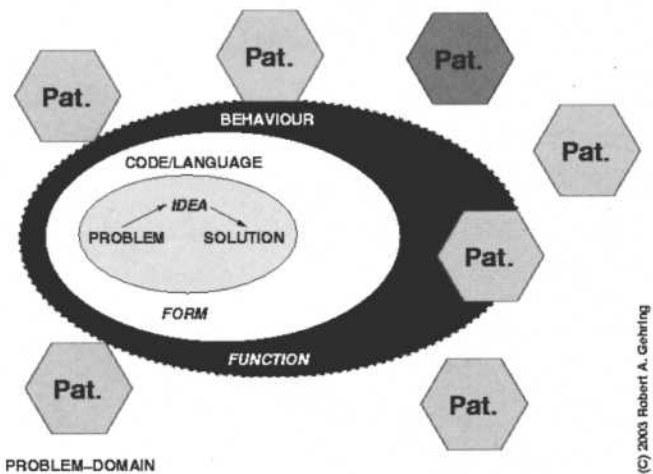 Pat.
Pat.
Pat.
BEHAVIOUR
Pat.
CODE/LANGUAGE
IDEA
PROBLEM
SOLUTION
Pat.
FORM
FUNCTION
Pat.
Pat.
PROBLEM–DOMAIN
(C) 2003 Robert A. Gehring